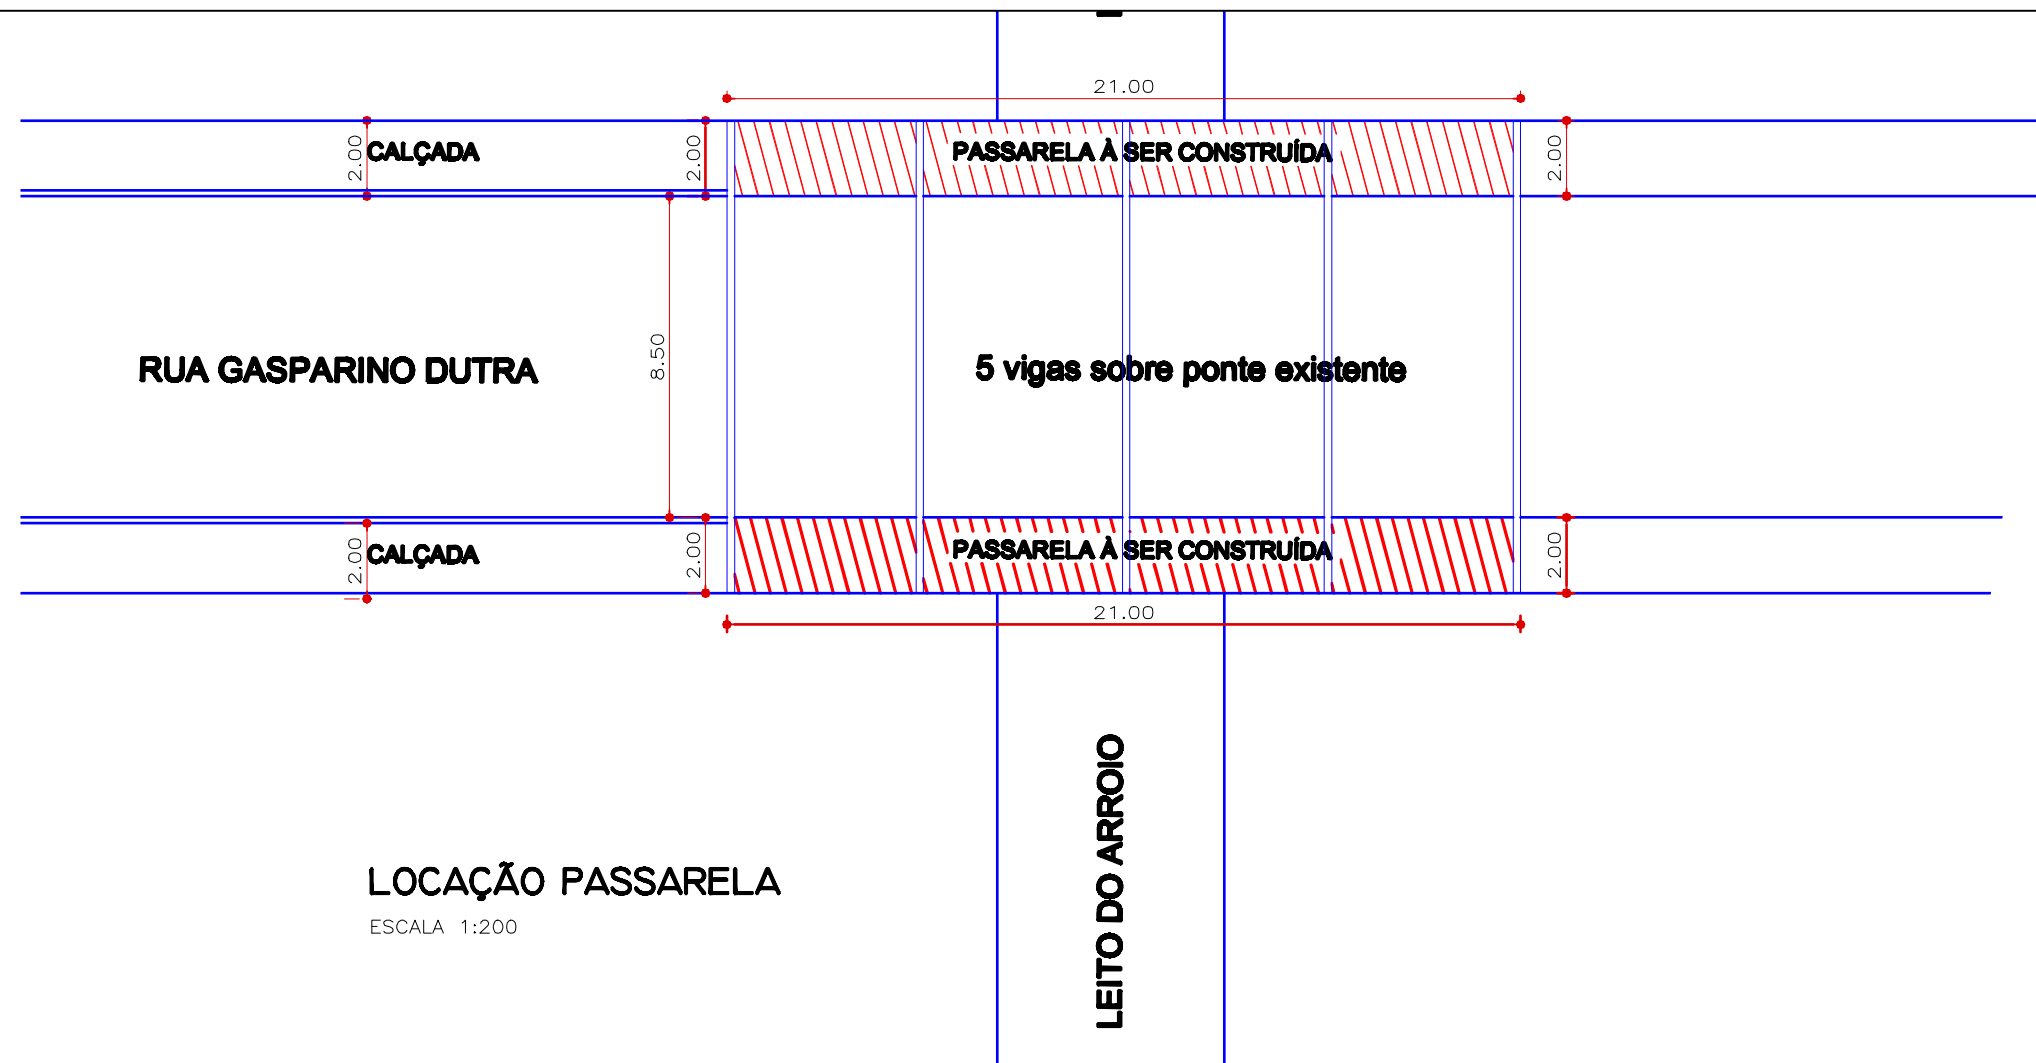 21.00
2.00
CALÇADA
2.00
PASSARELA À SER CONSTRUÍDA
2.00
RUA GASPARINO DUTRA
8.50
5 vigas sobre ponte existente
2.00
CALÇADA
2.00
PASSARELA À SER CONSTRUÍDA
2.00
21.00
LEITO DO ARROIO
LOCAÇÃO PASSARELA
ESCALA 1:200